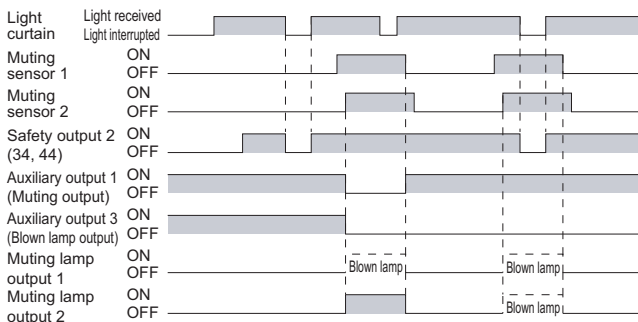 Light curtain Light received
Light interrupted
Muting sensor 1 ON
OFF
Muting sensor 2 ON
OFF
Safety output 2 (34, 44) ON
OFF
Auxiliary output 1 (Muting output) ON
OFF
Auxiliary output 3 (Blown lamp output) ON
OFF
Muting lamp output 1 ON
OFF
Blown lamp
Blown lamp
Muting lamp output 2 ON
OFF
Blown lamp